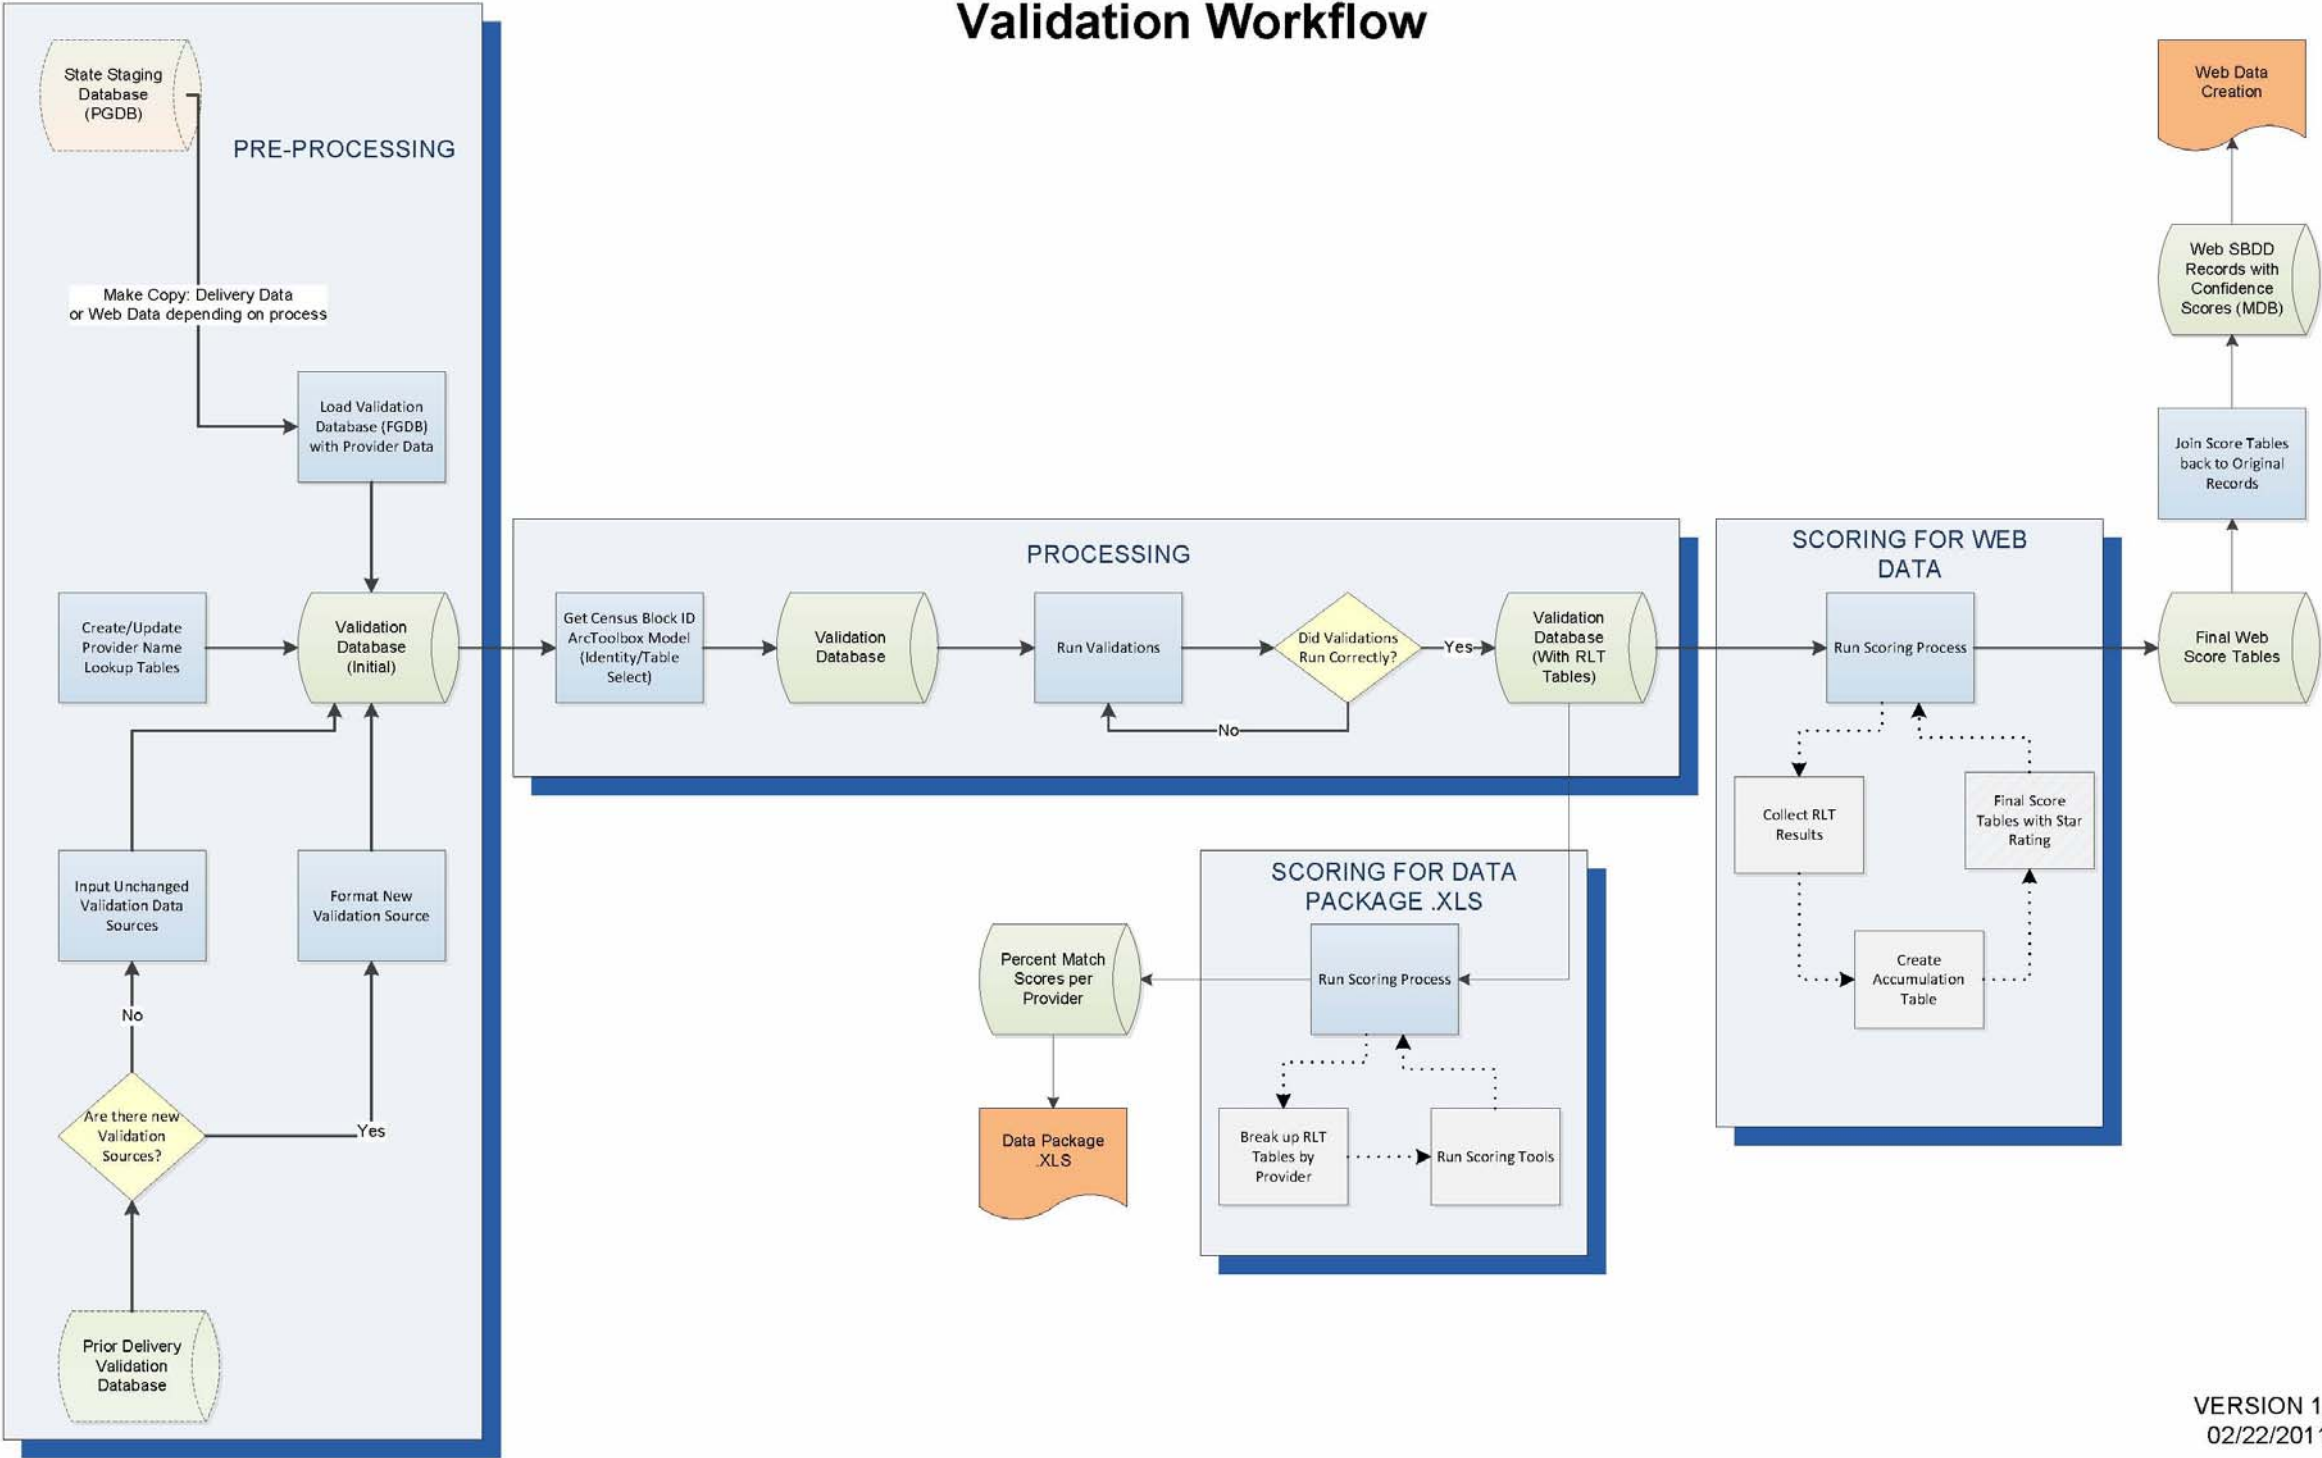 Validation Workflow
State Staging
Database
(PGDB)
PRE-PROCESSING
Make Copy: Delivery Data
or Web Data depending on process
Load Validation
Database (FGDB)
with Provider Data
Create/Update
Provider Name
Lookup Tables
Validation
Database
(Initial)
Input Unchanged
Validation Data
Sources
Format New
Validation Source
No
Are there new
Validation
Sources?
Yes
Prior Delivery
Validation
Database
PROCESSING
Get Census Block ID
ArcToolbox Model
(Identity/Table
Select)
Validation
Database
Run Validations
Did Validations
Run Correctly?
Yes
No
Validation
Database
(With RLT
Tables)
SCORING FOR DATA
PACKAGE .XLS
Run Scoring Process
Percent Match
Scores per
Provider
Data Package
.XLS
Break up RLT
Tables by
Provider
Run Scoring Tools
SCORING FOR WEB
DATA
Run Scoring Process
Collect RLT
Results
Final Score
Tables with Star
Rating
Create
Accumulation
Table
Web Data
Creation
Web SBDD
Records with
Confidence
Scores (MDB)
Join Score Tables
back to Original
Records
Final Web
Score Tables
VERSION 1
02/22/2011